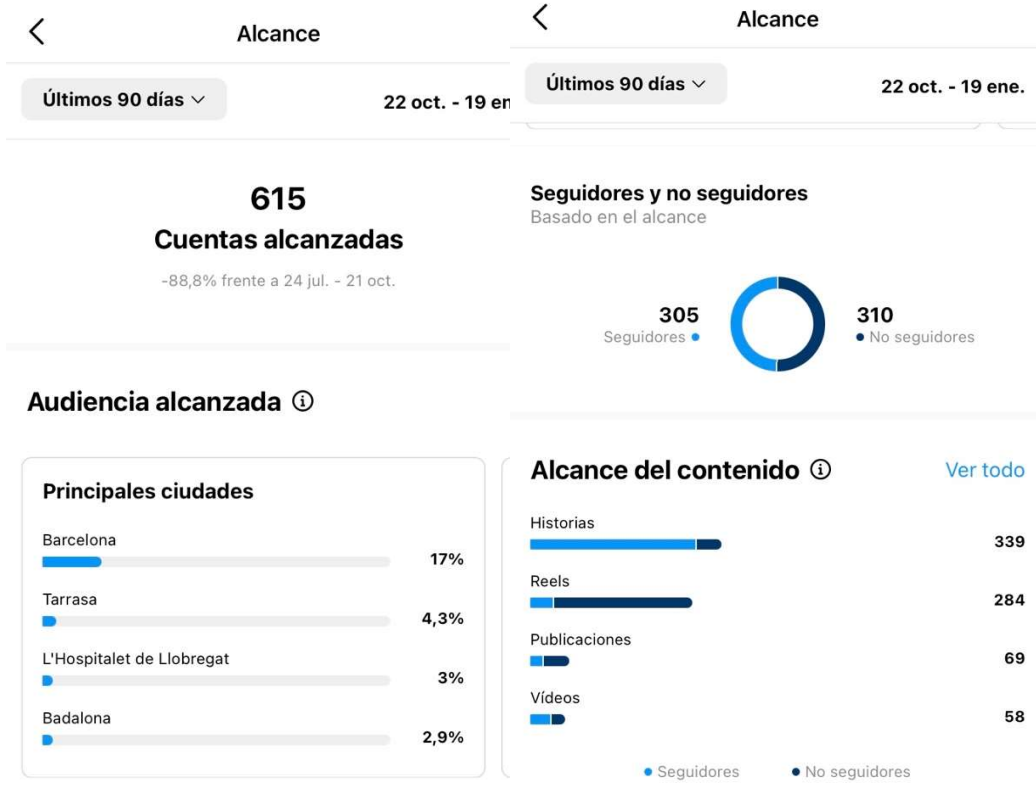 Alcance
Últimos 90 días
22 oct. - 19 en
615
Cuentas alcanzadas
-88,8% frente a 24 jul. - 21 oct.
Audiencia alcanzada
Principales ciudades
Barcelona
17%
Tarrasa
4,3%
L'Hospitalet de Llobregat
3%
Badalona
2,9%
Alcance
Últimos 90 días
22 oct. - 19 ene.
Seguidores y no seguidores
Basado en el alcance
305
Seguidores
310
No seguidores
Alcance del contenido
Ver todo
Historias
339
Reels
284
Publicaciones
69
Vídeos
58
Seguidores
No seguidores